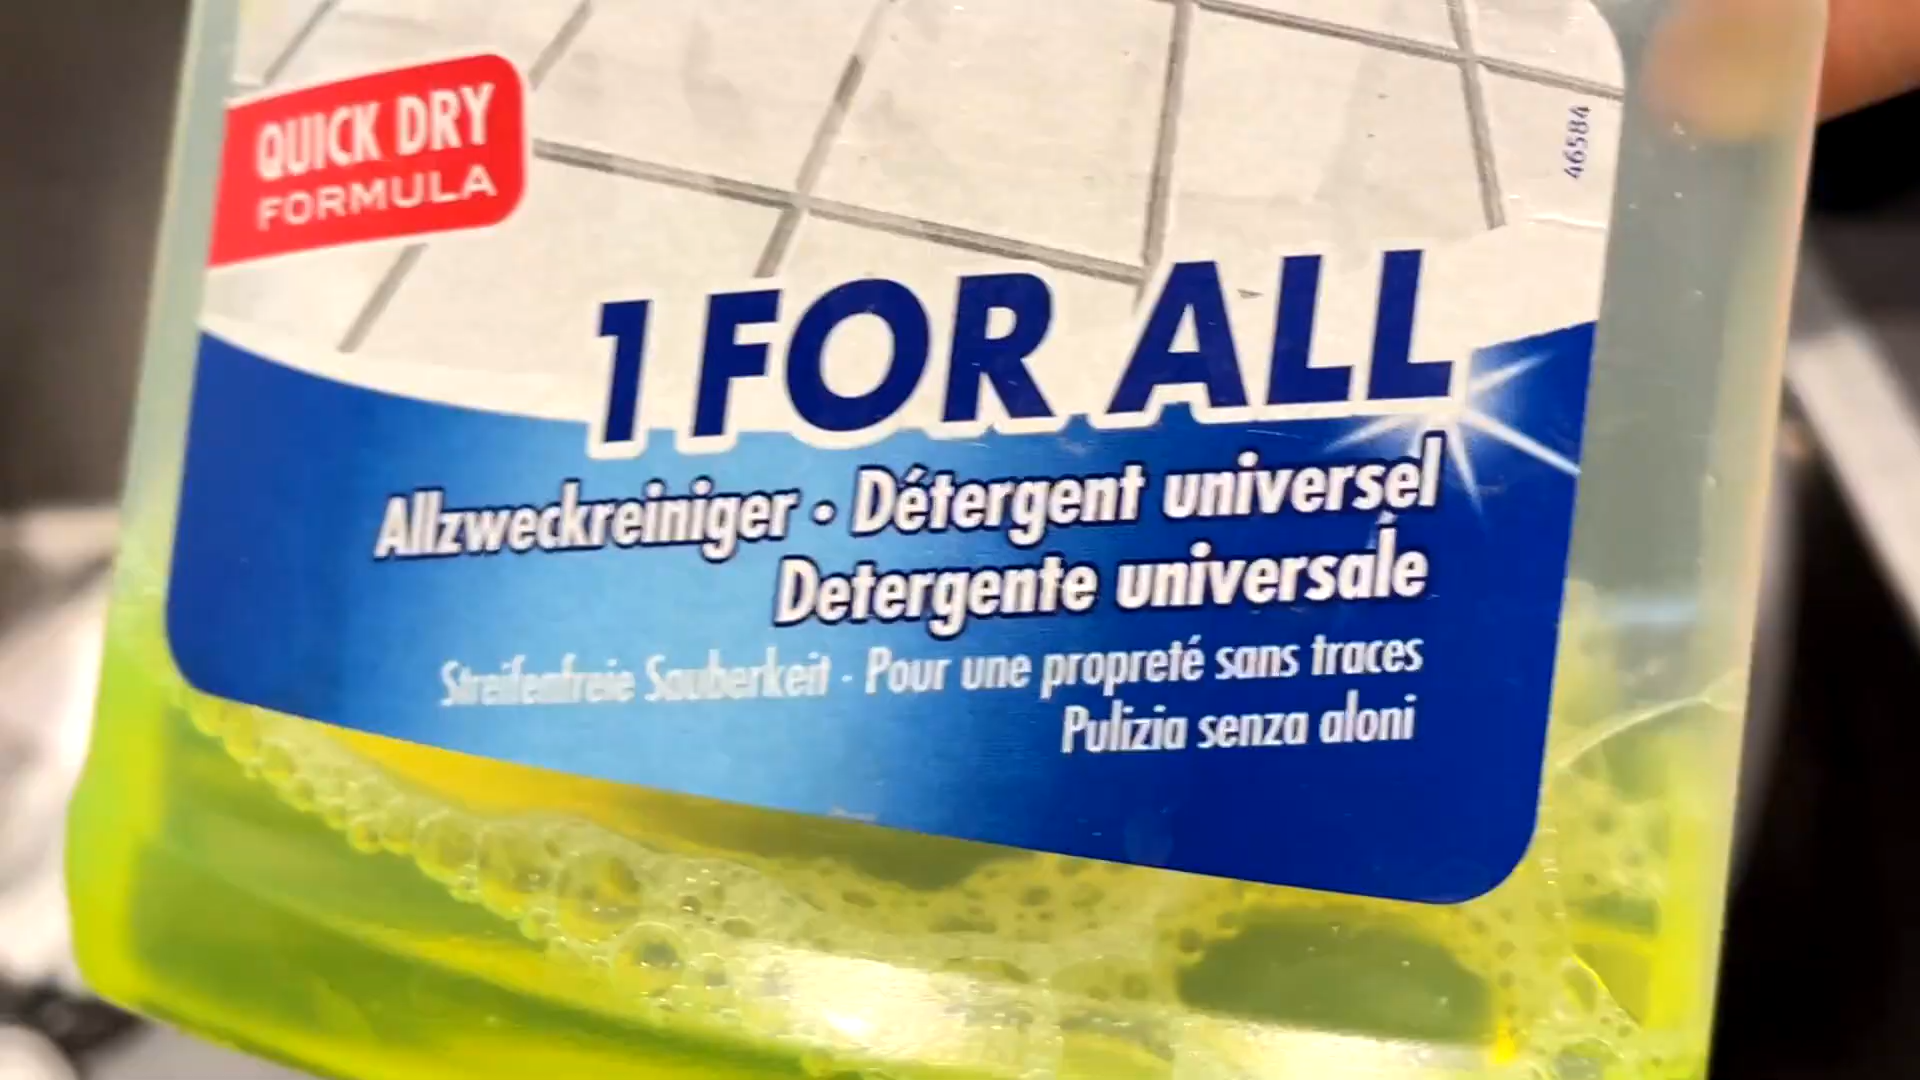 QUICK DRY
FORMULA
46584
1 FOR ALL
Allzweckreiniger • Détergent universel
Detergente universale
Streifenfreie Sauberkeit · Pour une propreté sans traces
Pulizia senza aloni